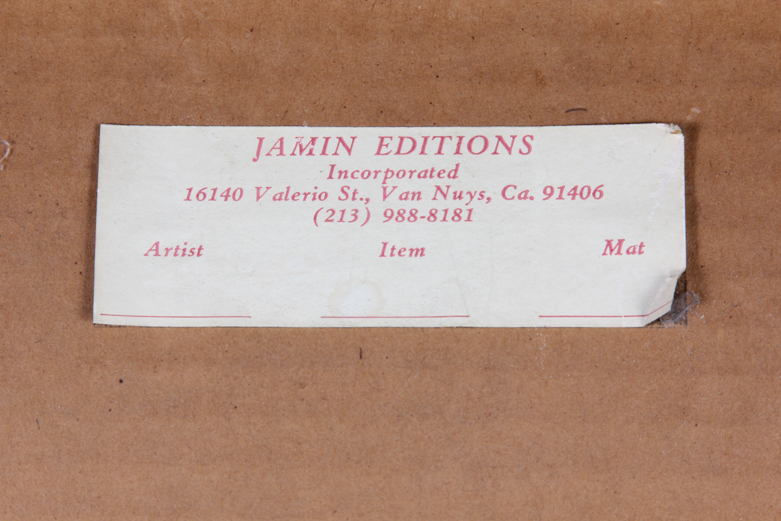 JAMIN EDITIONS
Incorporated
16140 Valerio St., Van Nuys, Ca. 91406
(213) 988-8181
Artist Item Mat